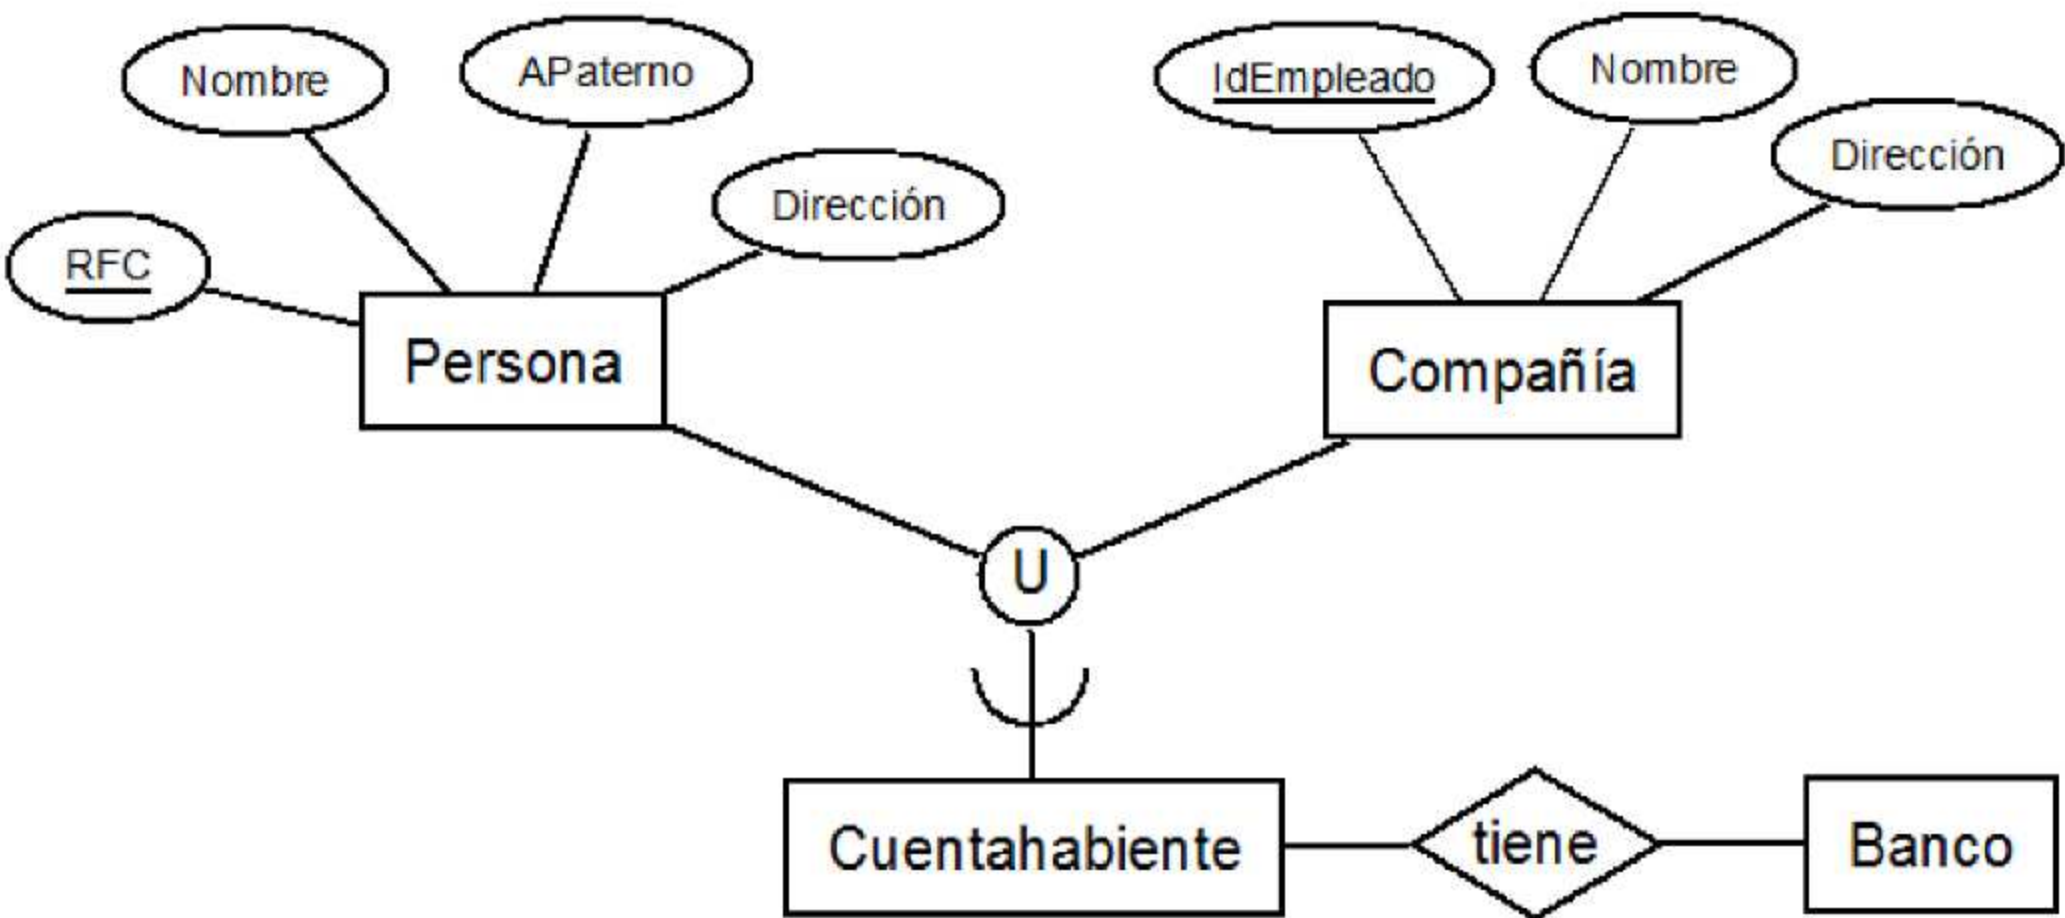 Nombre
APaterno
IdEmpleado
Nombre
Dirección
Dirección
RFC
Persona
Compañía
U
Cuentahabiente
tiene
Banco